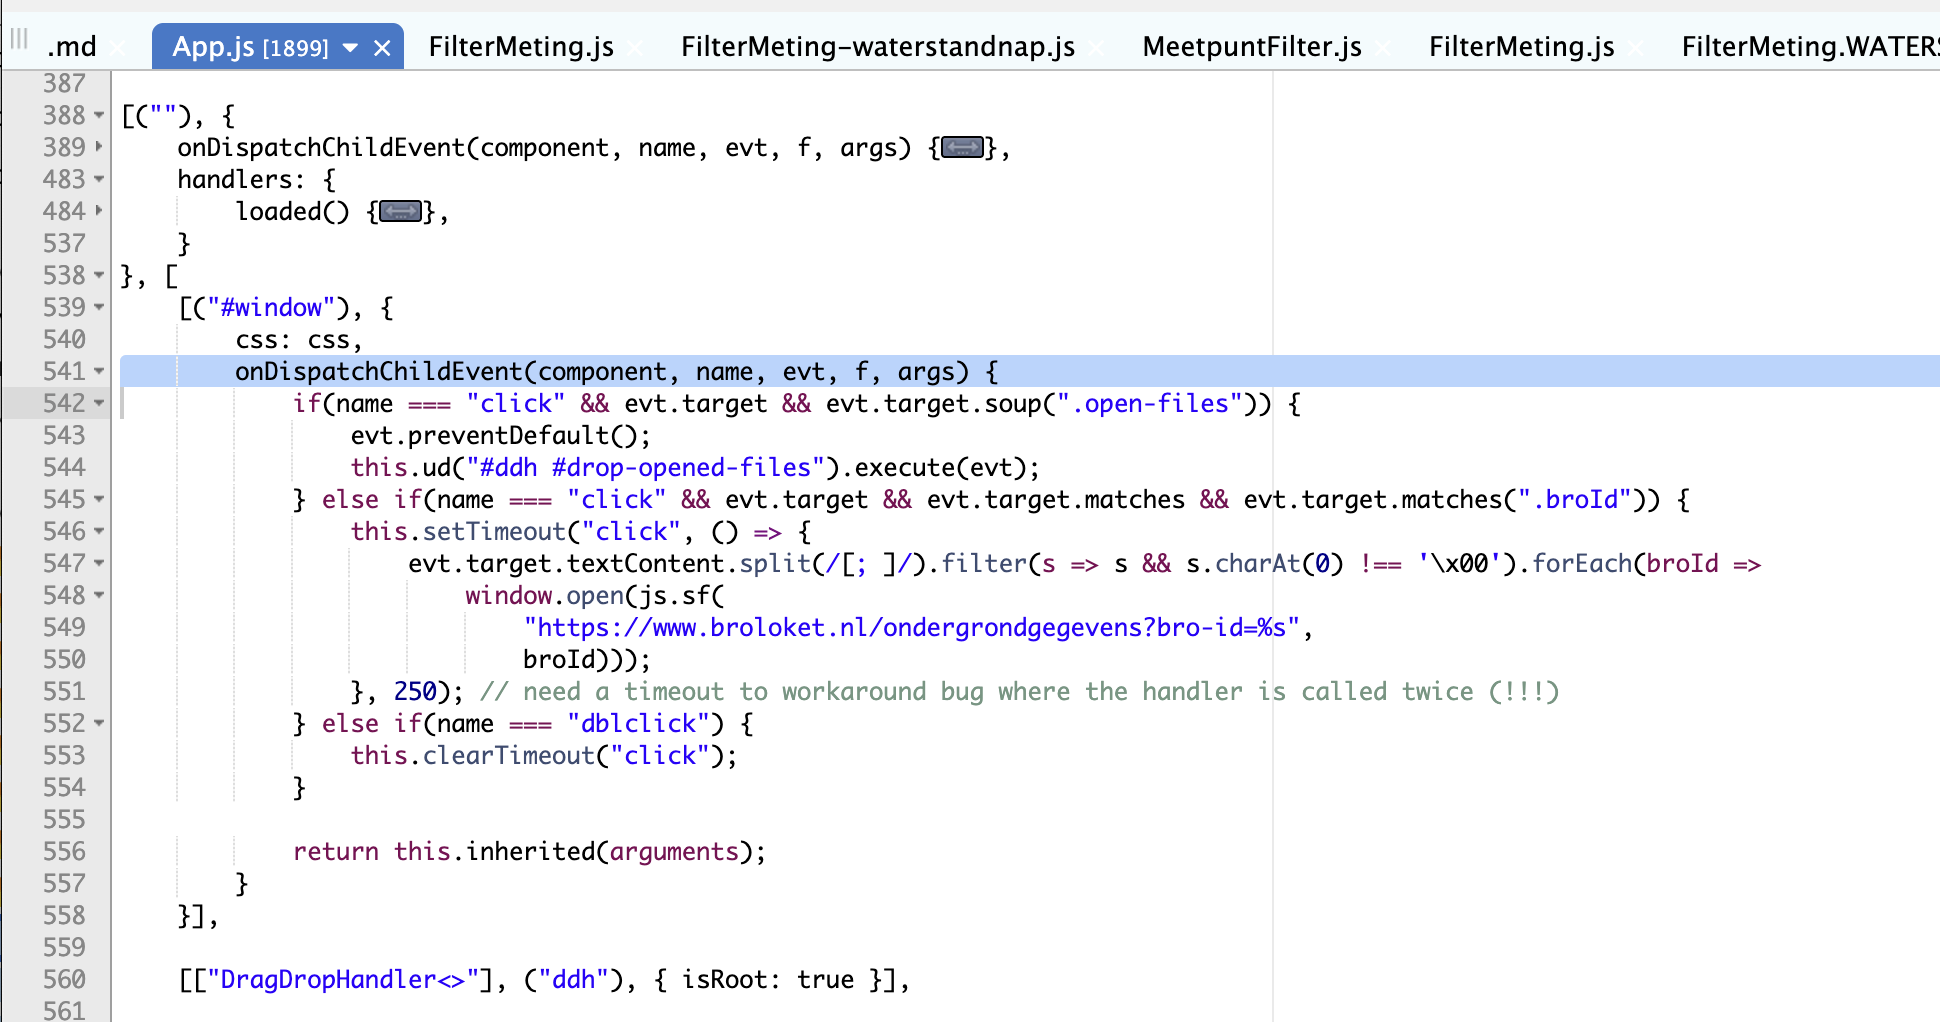 .md App.js [1899] FilterMeting.js FilterMeting-waterstandnap.js MeetpuntFilter.js FilterMeting.js FilterMeting.WATERS
387
388 [(""), {
389     onDispatchChildEvent(component, name, evt, f, args) {...},
483     handlers: {
484         loaded() {...},
537     }
538 }, [
539     [("#window"), {
540         css: css,
541         onDispatchChildEvent(component, name, evt, f, args) {
542             if(name === "click" && evt.target && evt.target.soup(".open-files")) {
543                 evt.preventDefault();
544                 this.ud("#ddh #drop-opened-files").execute(evt);
545             } else if(name === "click" && evt.target && evt.target.matches && evt.target.matches(".broId")) {
546                 this.setTimeout("click", () => {
547                     evt.target.textContent.split(/[; ]/).filter(s => s && s.charAt(0) !== '\x00').forEach(broId =>
548                         window.open(js.sf(
549                             "https://www.broloket.nl/ondergrondgegevens?bro-id=%s",
550                             broId)));
551                 }, 250); // need a timeout to workaround bug where the handler is called twice (!!!)
552             } else if(name === "dblclick") {
553                 this.clearTimeout("click");
554             }
555
556             return this.inherited(arguments);
557         }
558     }],
559
560     [["DragDropHandler<>"], ("ddh"), { isRoot: true }],
561